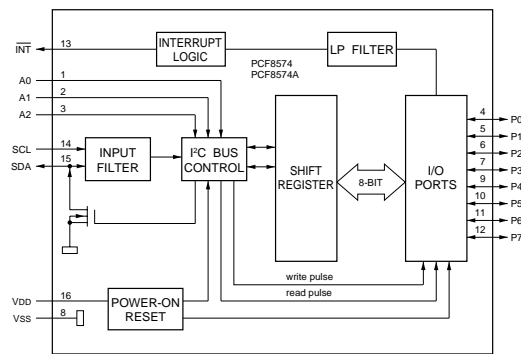 INT 13 INTERRUPT LOGIC LP FILTER
PCF8574
PCF8574A
A0 1
A1 2
A2 3
SCL 14
SDA 15
INPUT FILTER
I²C BUS CONTROL
SHIFT REGISTER
8-BIT
I/O PORTS
4 P0
5 P1
6 P2
7 P3
9 P4
10 P5
11 P6
12 P7
write pulse
read pulse
VDD 16
VSS 8
POWER-ON RESET